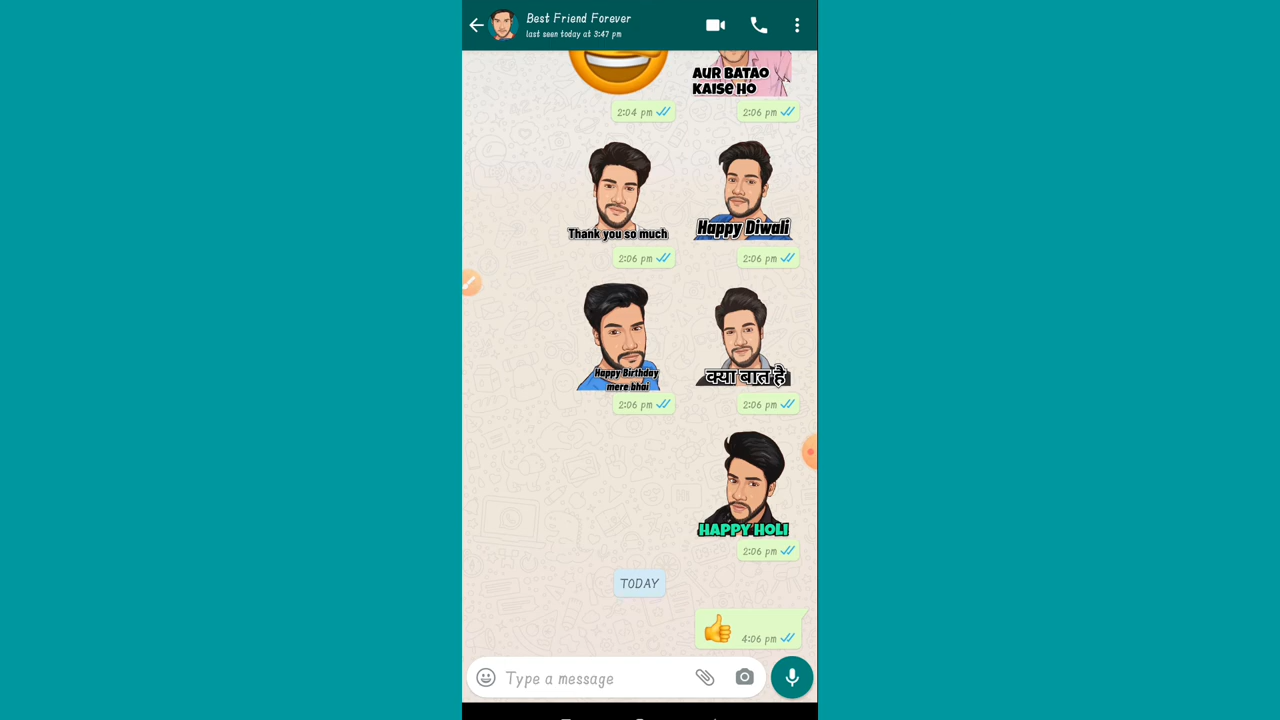 Best Friend Forever
last seen today at 3:47 pm
AUR BATAO
KAISE HO
2:04 pm
2:06 pm
Thank you so much
Happy Diwali
2:06 pm
2:06 pm
Happy Birthday
mere bhai
क्या बात है
2:06 pm
2:06 pm
HAPPY HOLI
2:06 pm
TODAY
4:06 pm
Type a message